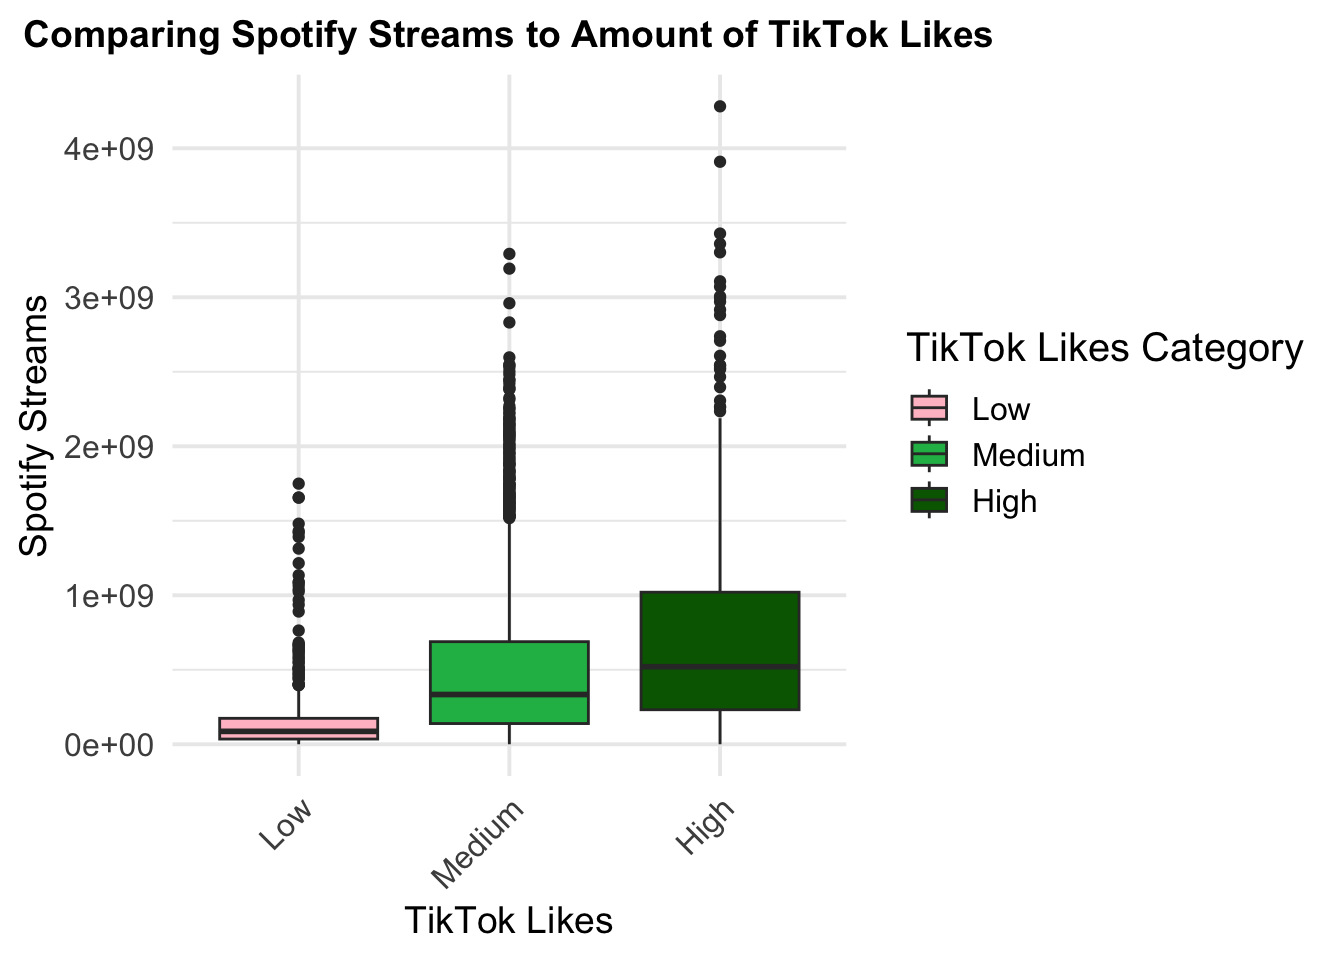 Comparing Spotify Streams to Amount of TikTok Likes
4e+09
3e+09
2e+09
1e+09
0e+00
Spotify Streams
Low
Medium
High
TikTok Likes
TikTok Likes Category
Low
Medium
High